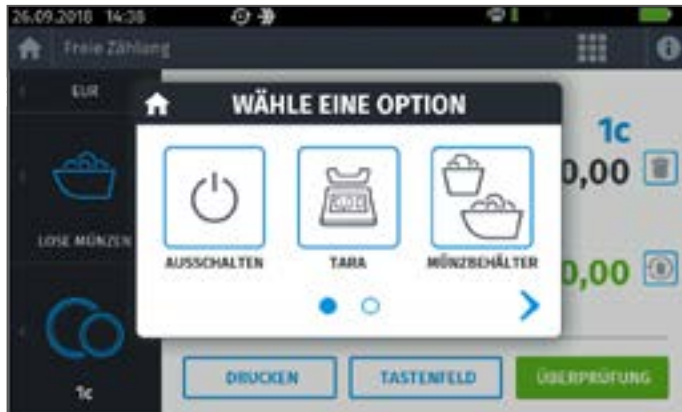 26.09.2018 14:38
Freie Zählung
EUR
WÄHLE EINE OPTION
1c
0,00
LOSE MÜNZEN
AUSSCHALTEN
TARA
MÜNZBEHÄLTER
0,00
1c
DRUCKEN
TASTENFELD
ÜBERPRÜFUNG